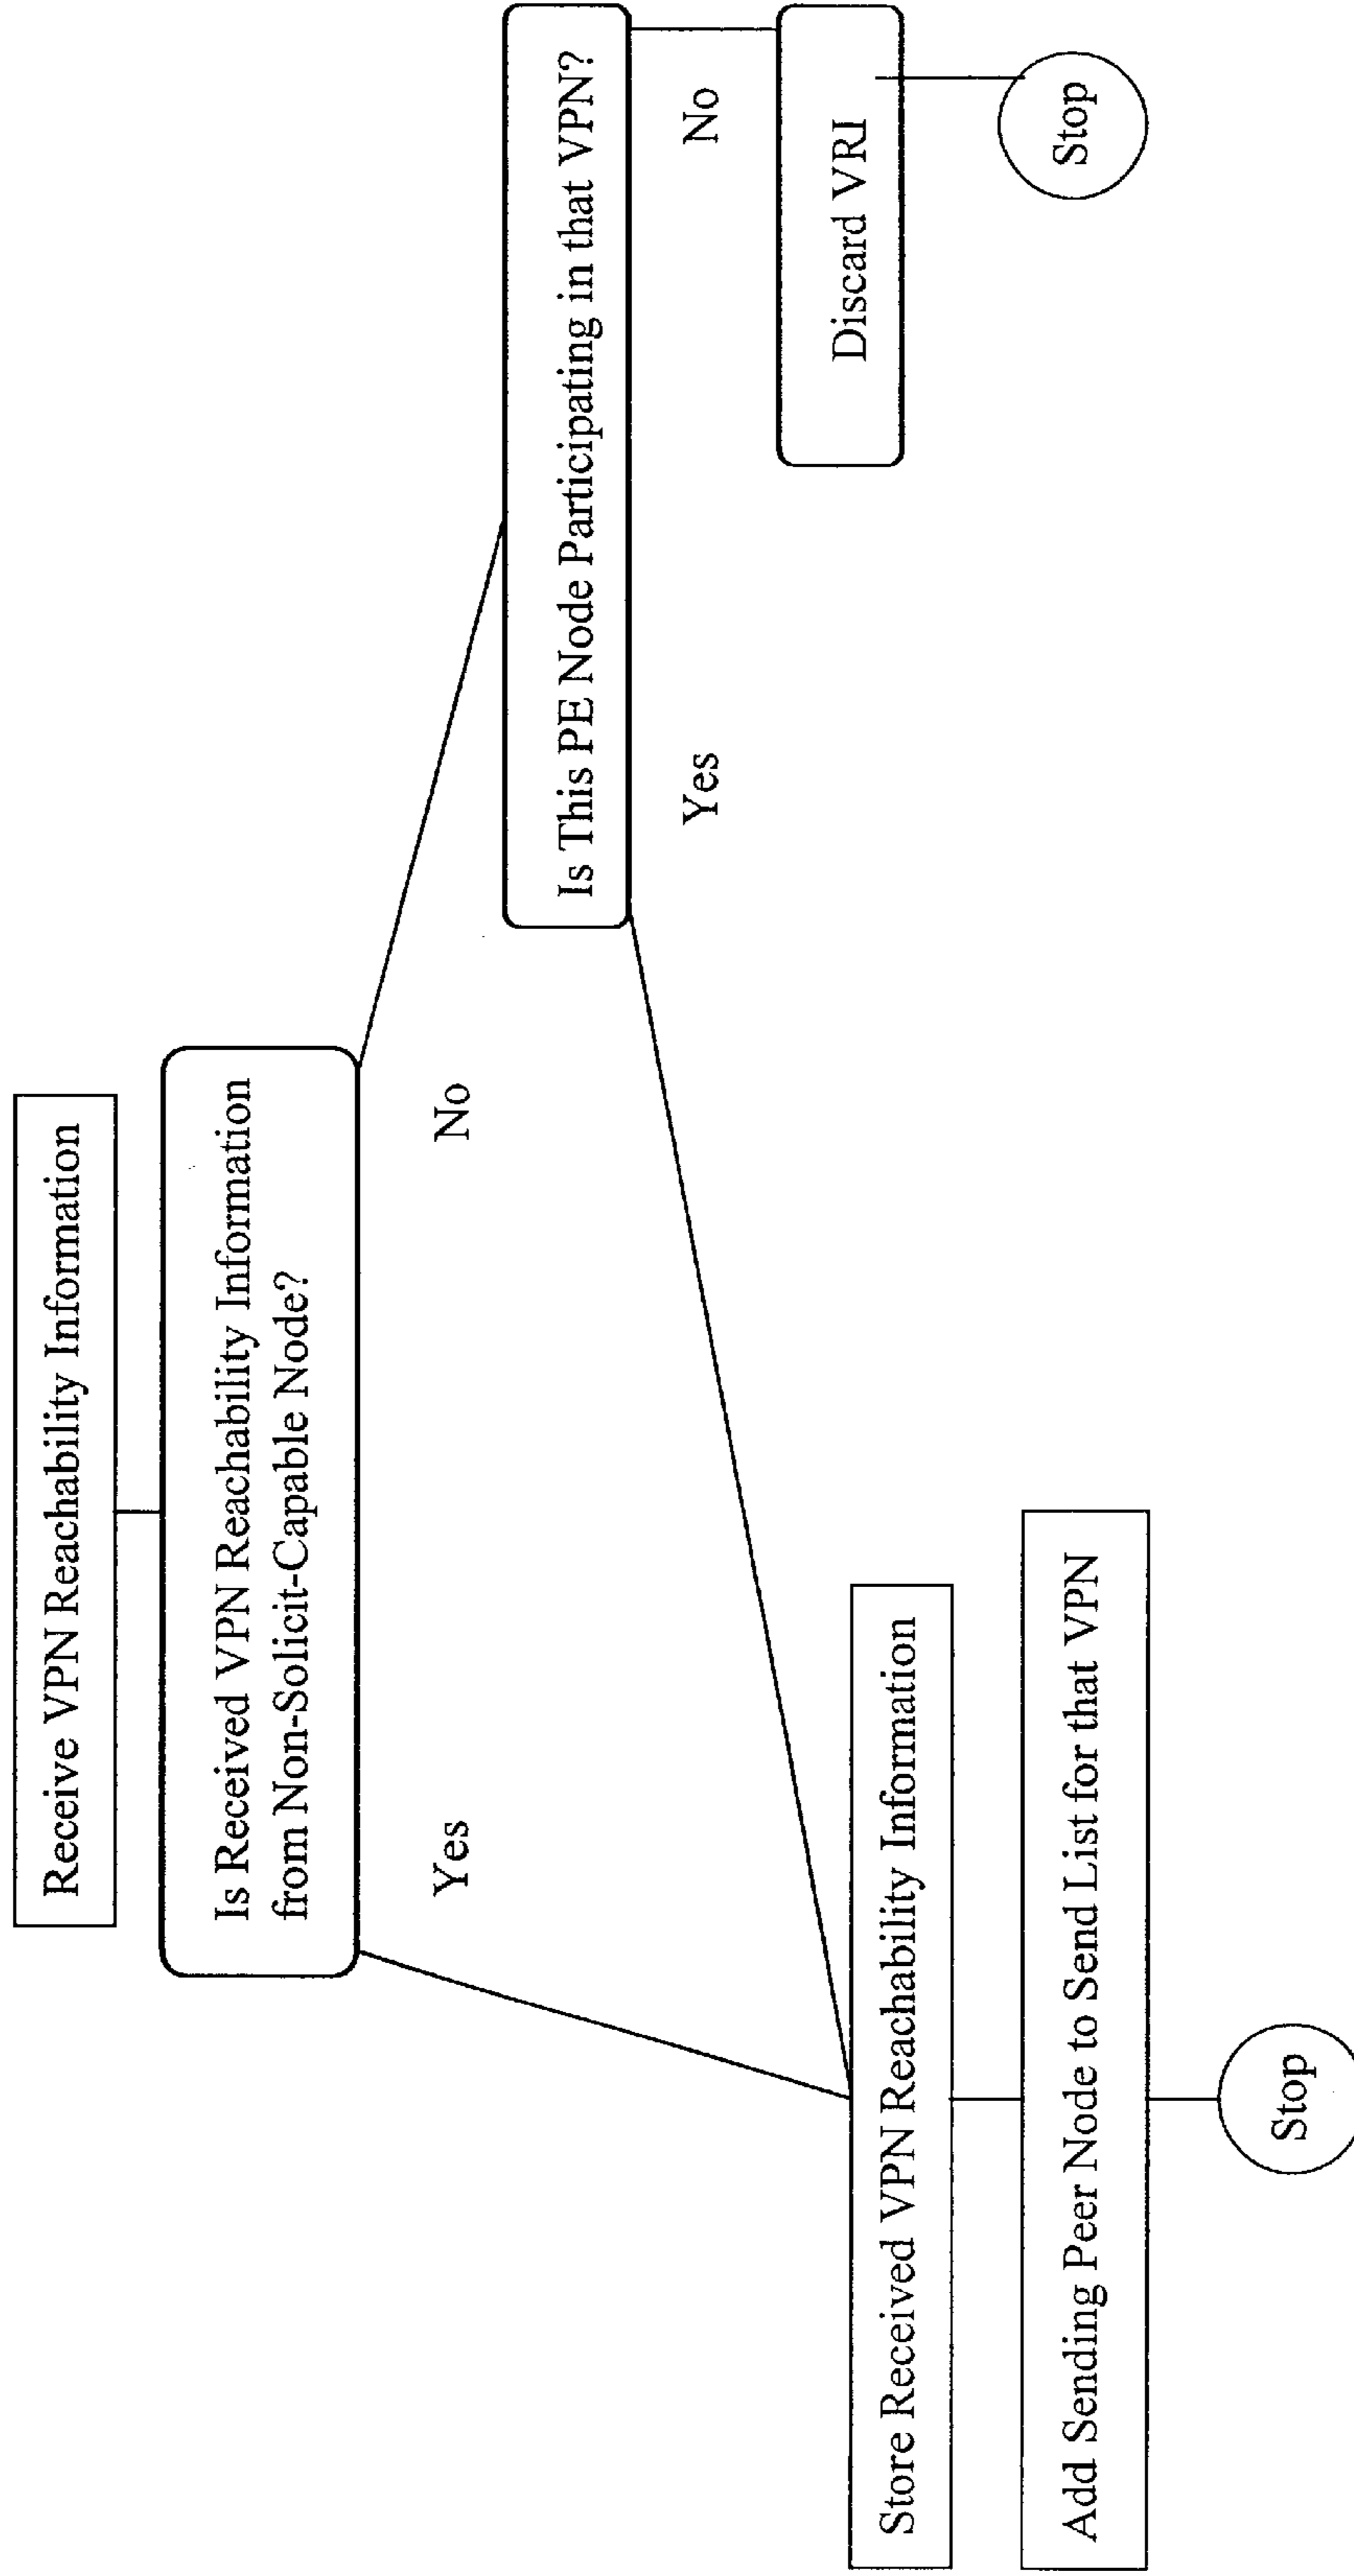 Receive VPN Reachability Information
Is Received VPN Reachability Information
from Non-Solicit-Capable Node?
Yes
No
Is This PE Node Participating in that VPN?
Yes
No
Discard VRI
Stop
Store Received VPN Reachability Information
Add Sending Peer Node to Send List for that VPN
Stop